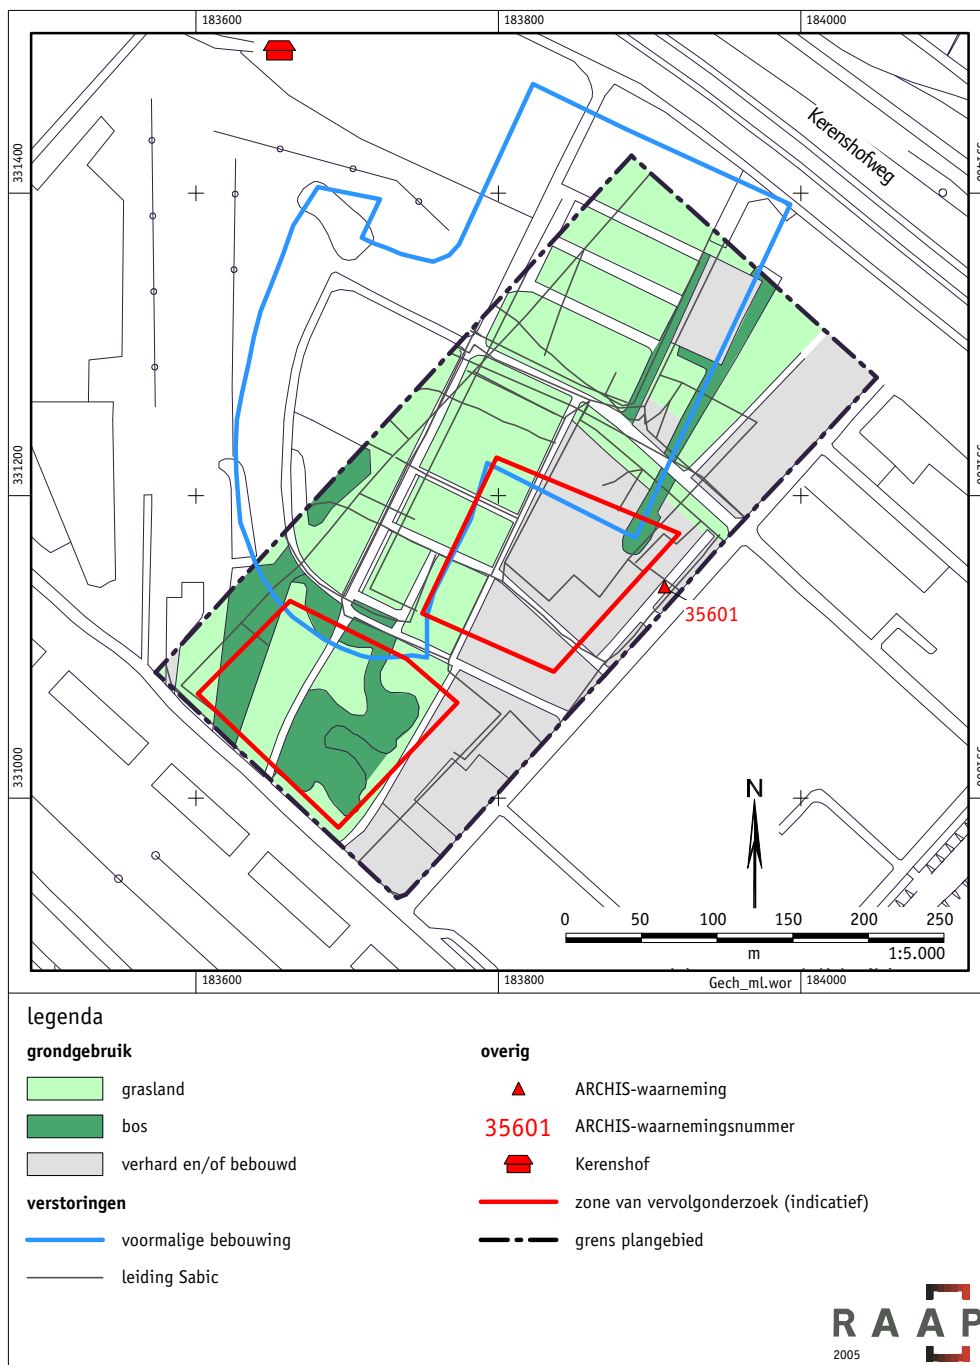 183600 183800 184000
331400
331200
331000
Kerenshofweg
35601
N
0 50 100 150 200 250
m 1:5.000
183600 183800 184000
Gech_ml.wor
legenda
grondgebruik
grasland
bos
verhard en/of bebouwd
verstoringen
voormalige bebouwing
leiding Sabic
overig
ARCHIS-waarneming
35601 ARCHIS-waarnemingsnummer
Kerenshof
zone van vervolgonderzoek (indicatief)
grens plangebied
RAAP
2005